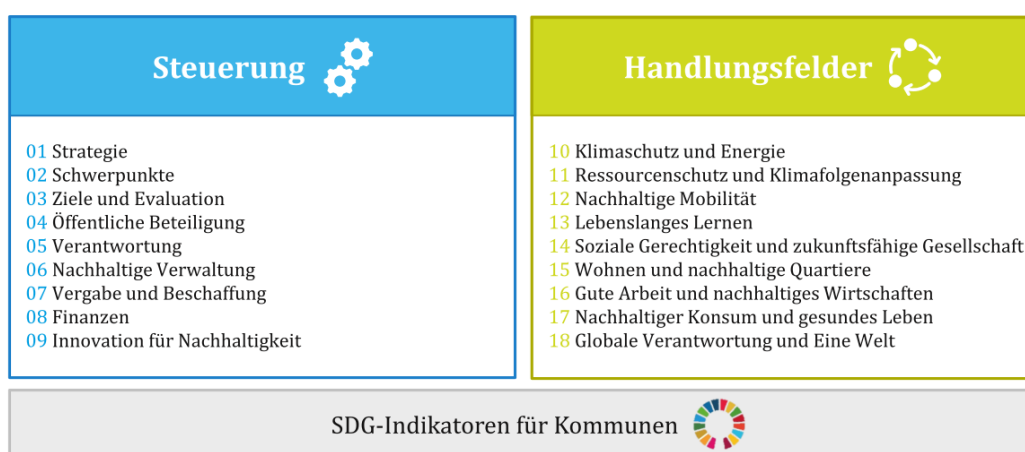 Steuerung
01 Strategie
02 Schwerpunkte
03 Ziele und Evaluation
04 Öffentliche Beteiligung
05 Verantwortung
06 Nachhaltige Verwaltung
07 Vergabe und Beschaffung
08 Finanzen
09 Innovation für Nachhaltigkeit
Handlungsfelder
10 Klimaschutz und Energie
11 Ressourcenschutz und Klimafolgenanpassung
12 Nachhaltige Mobilität
13 Lebenslanges Lernen
14 Soziale Gerechtigkeit und zukunftsfähige Gesellschaft
15 Wohnen und nachhaltige Quartiere
16 Gute Arbeit und nachhaltiges Wirtschaften
17 Nachhaltiger Konsum und gesundes Leben
18 Globale Verantwortung und Eine Welt
SDG-Indikatoren für Kommunen